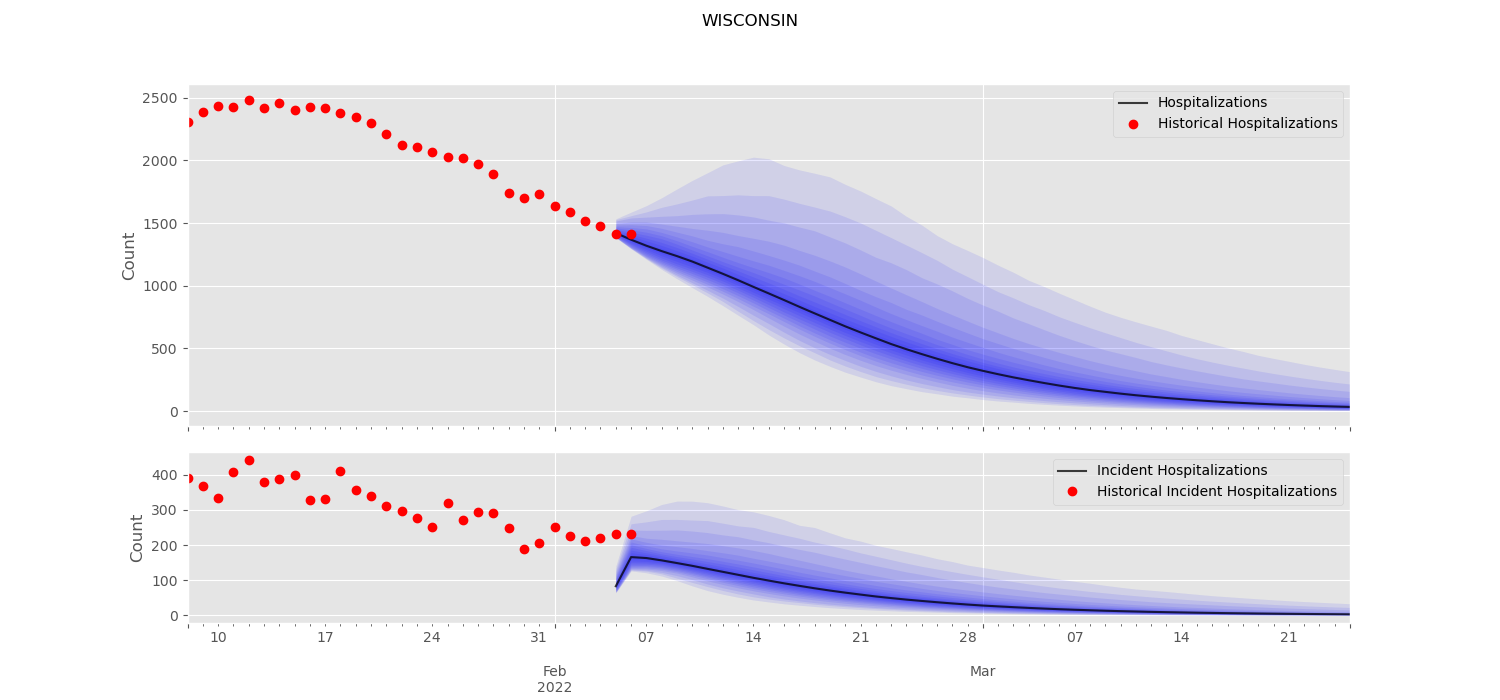 WISCONSIN
2500
2000
1500
1000
500
0
Count
Hospitalizations
Historical Hospitalizations
400
300
200
100
0
Count
Incident Hospitalizations
Historical Incident Hospitalizations
10 17 24 31 07 14 21 28 07 14 21
Feb Mar
2022